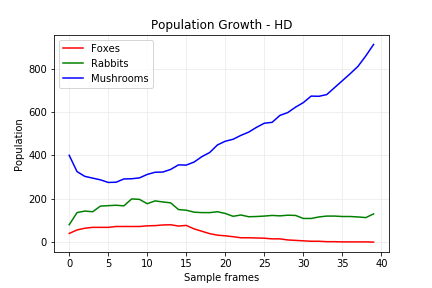 Population Growth - HD
Foxes
Rabbits
Mushrooms
Population
800
600
400
200
0
0 5 10 15 20 25 30 35 40
Sample frames